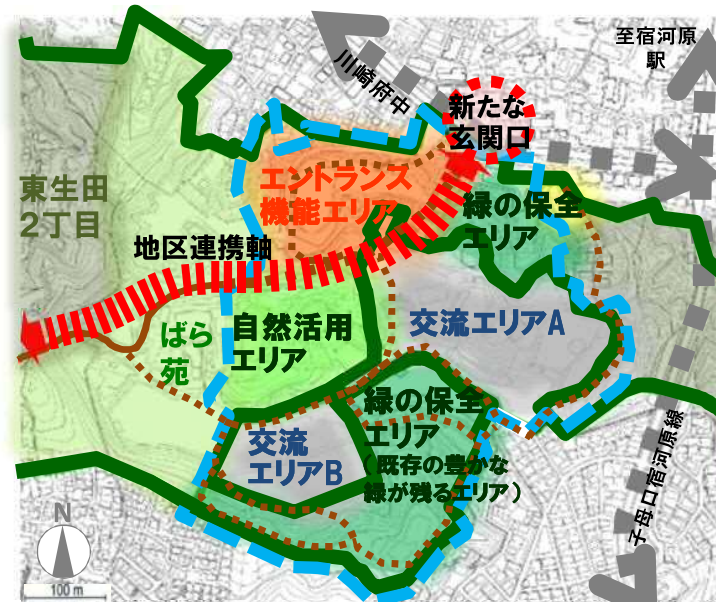 至宿河原
駅
川崎府中
新たな
玄関口
エントランス
機能エリア
東生田
2丁目
緑の保全
エリア
地区連携軸
ばら
苑
自然活用
エリア
交流エリアA
緑の保全
エリア
（既存の豊かな
緑が残るエリア）
交流
エリアB
子母口宿河原線
N
100 m